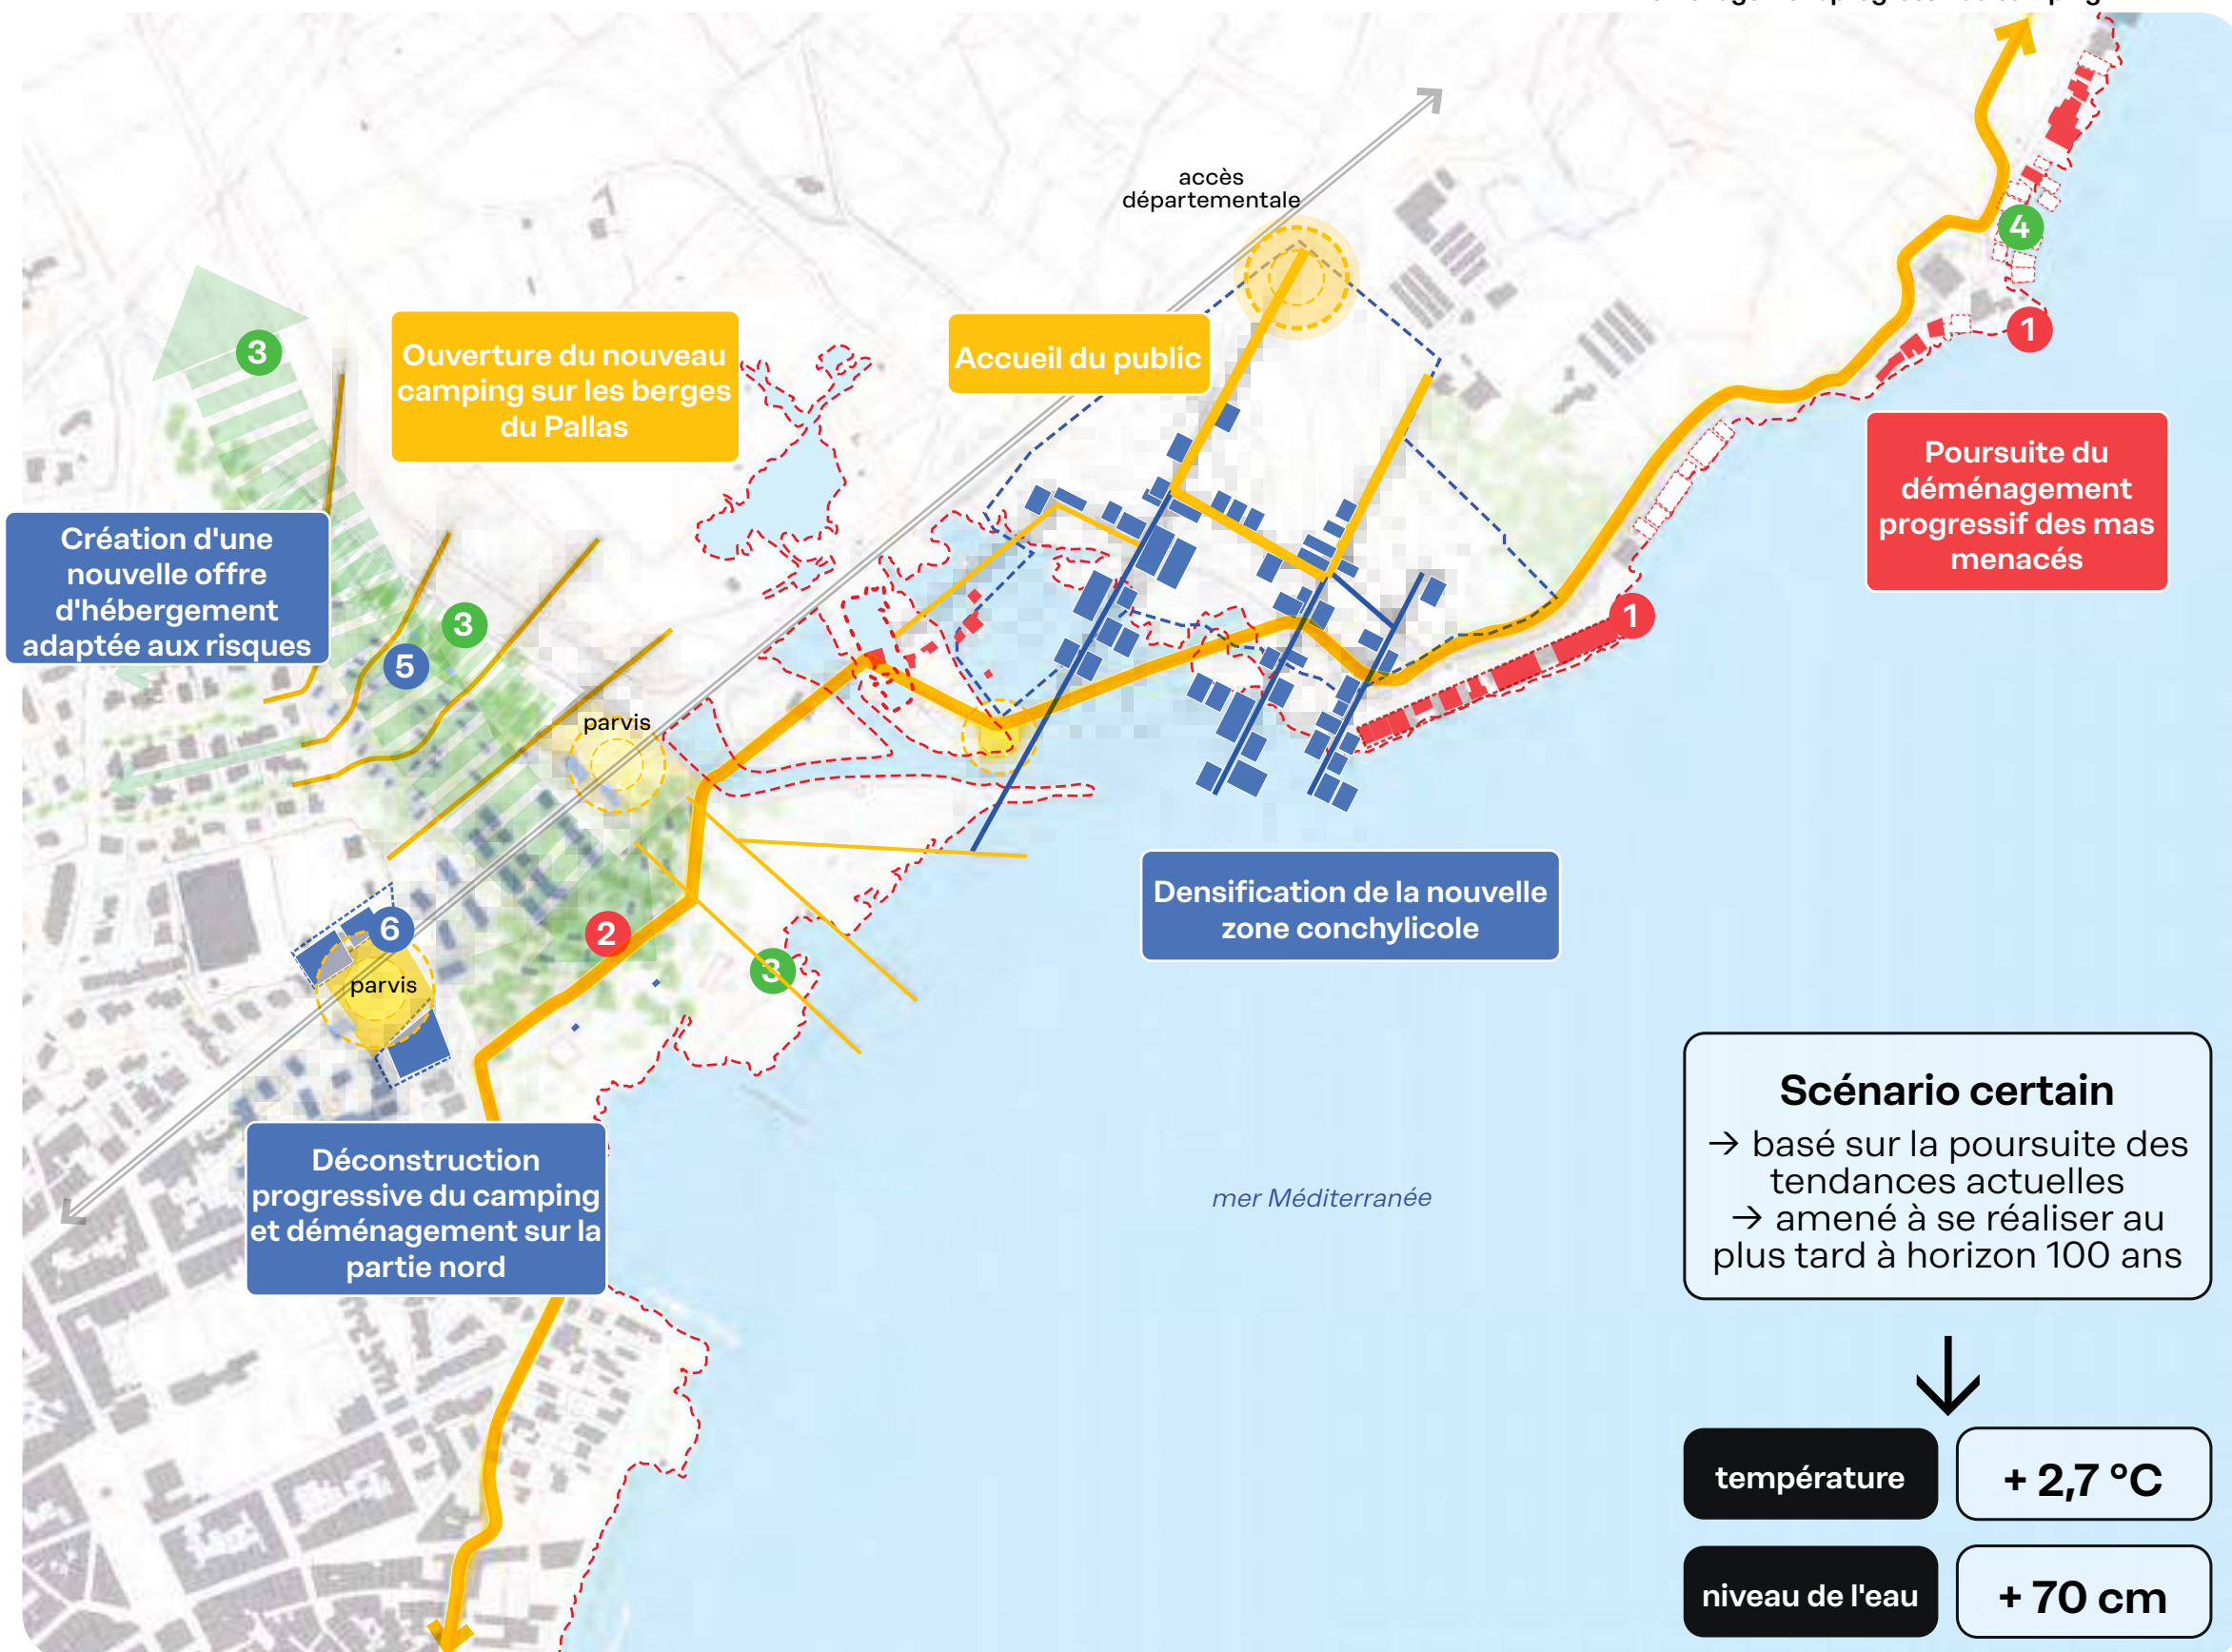 accès
départementale
3
Ouverture du nouveau
camping sur les berges
du Pallas
Accueil du public
4
1
Poursuite du
déménagement
progressif des mas
menacés
Création d'une
nouvelle offre
d'hébergement
adaptée aux risques
3
5
1
parvis
6
2
3
parvis
Densification de la nouvelle
zone conchylicole
Déconstruction
progressive du camping
et déménagement sur la
partie nord
mer Méditerranée
Scénario certain
→ basé sur la poursuite des
tendances actuelles
→ amené à se réaliser au
plus tard à horizon 100 ans
température
+ 2,7 °C
niveau de l'eau
+ 70 cm